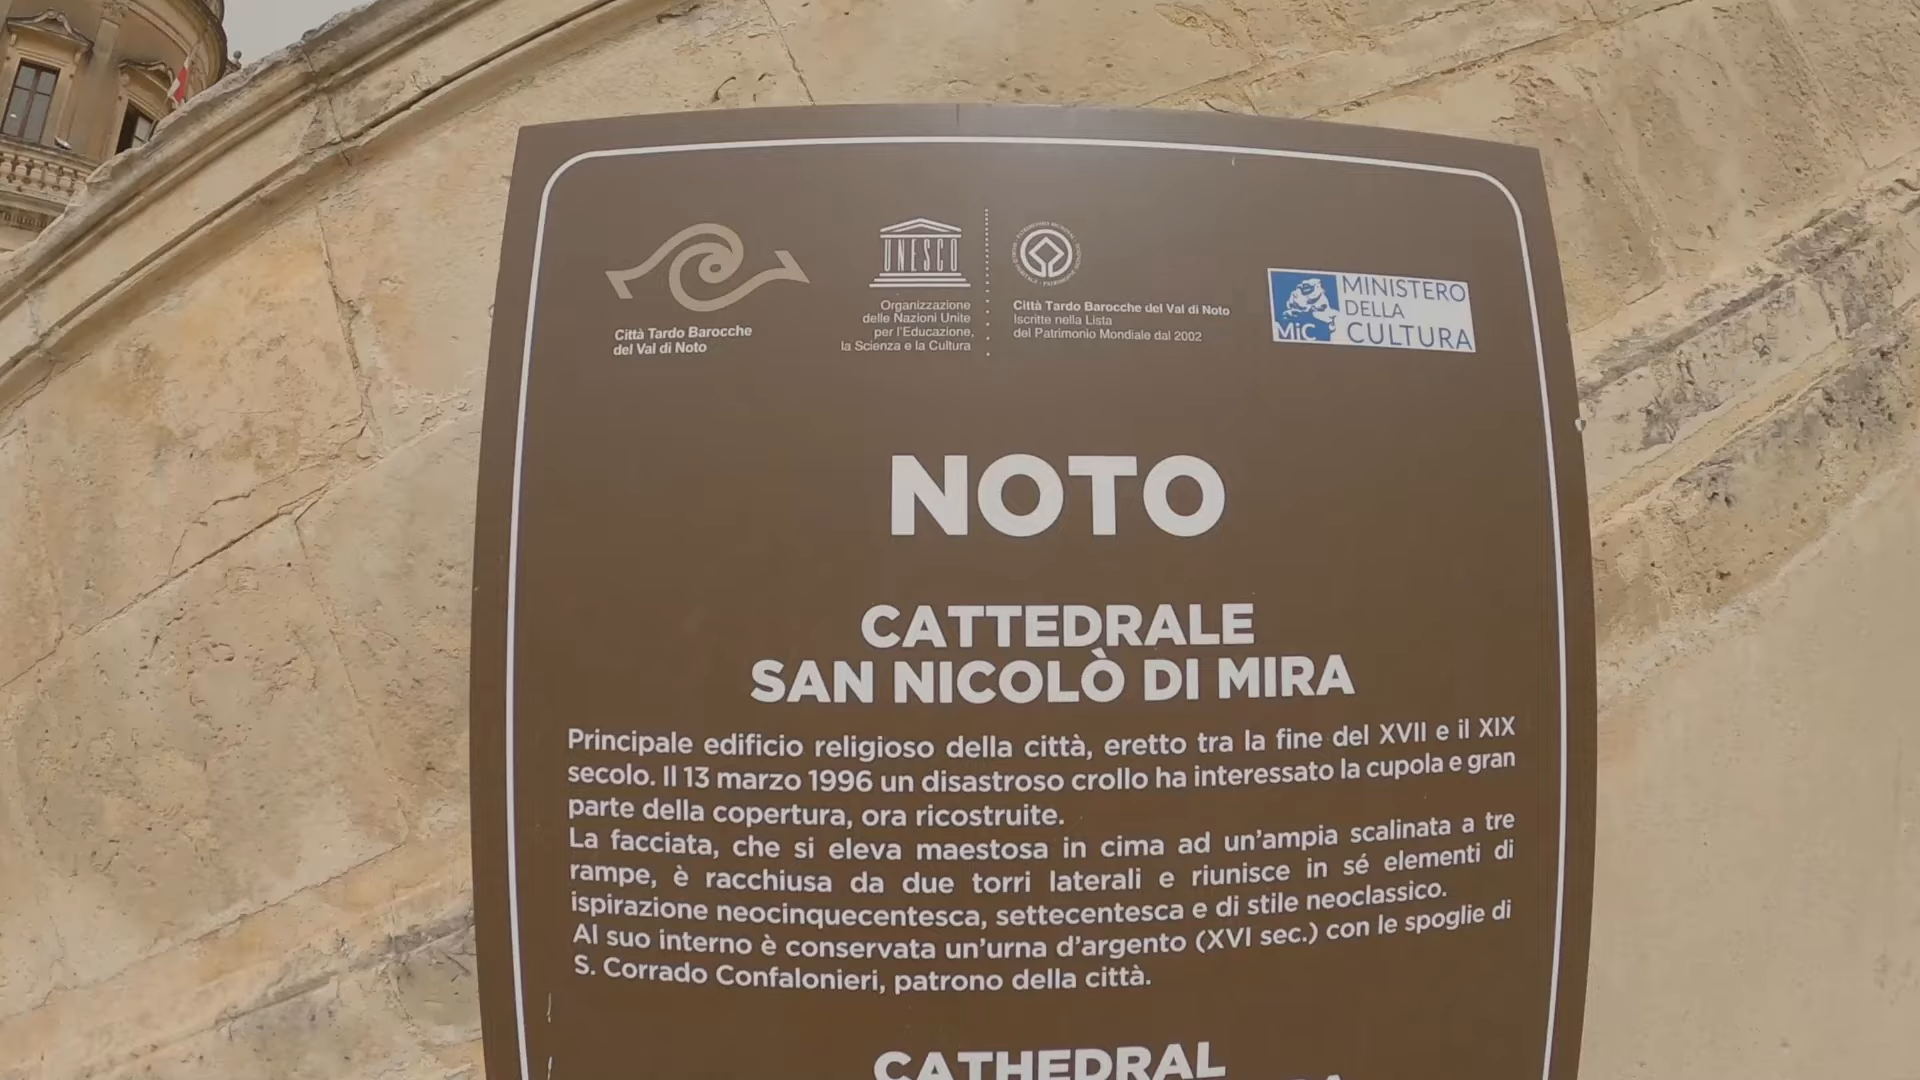 Città Tardo Barocche
del Val di Noto
UNESCO
Organizzazione
delle Nazioni Unite
per l'Educazione,
la Scienza e la Cultura
Città Tardo Barocche del Val di Noto
Iscritte nella Lista
del Patrimonio Mondiale dal 2002
MiC
MINISTERO
DELLA
CULTURA
NOTO
CATTEDRALE
SAN NICOLÒ DI MIRA
Principale edificio religioso della città, eretto tra la fine del XVII e il XIX
secolo. Il 13 marzo 1996 un disastroso crollo ha interessato la cupola e gran
parte della copertura, ora ricostruite.
La facciata, che si eleva maestosa in cima ad un'ampia scalinata a tre
rampe, è racchiusa da due torri laterali e riunisce in sé elementi di
ispirazione neocinquecentesca, settecentesca e di stile neoclassico.
Al suo interno è conservata un'urna d'argento (XVI sec.) con le spoglie di
S. Corrado Confalonieri, patrono della città.
CATHEDRAL